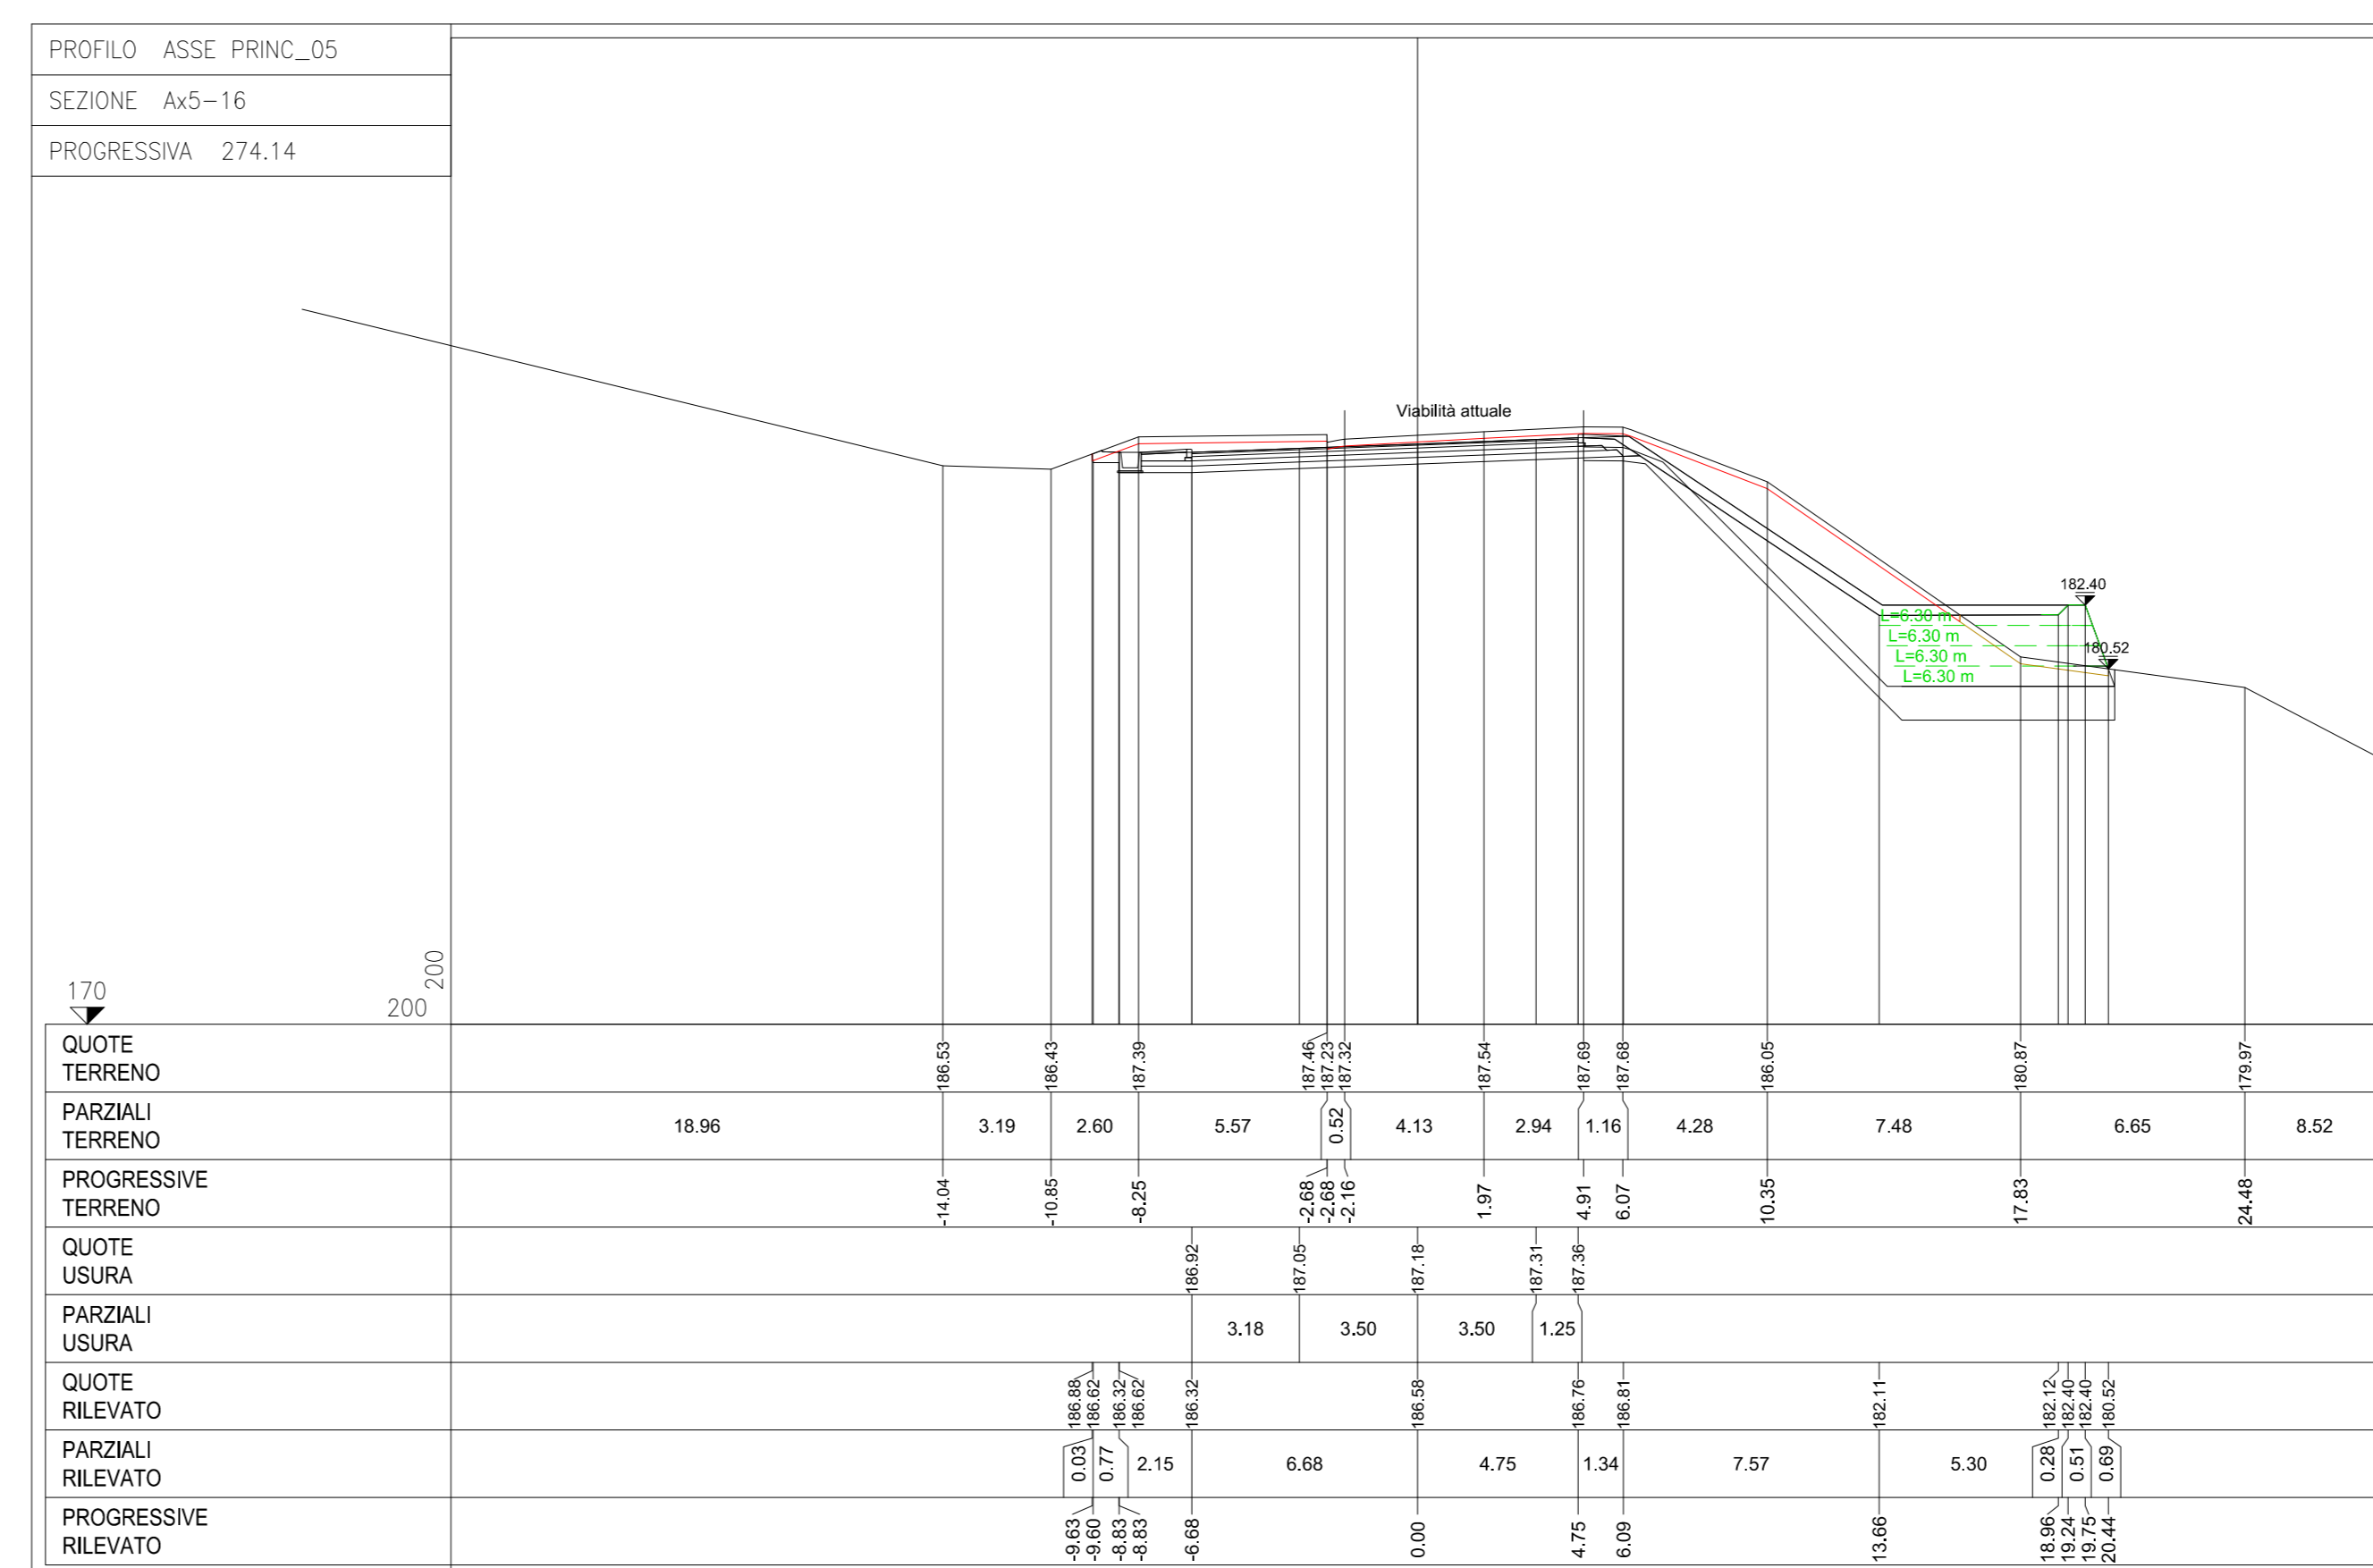 PROFILO ASSE PRINC_05
SEZIONE Ax5-16
PROGRESSIVA 274.14
Viabilità attuale
182.40
L=6.30 m
L=6.30 m
180.52
L=6.30 m
L=6.30 m
170
200
200
QUOTE
TERRENO
186.53 186.43 187.39 187.46 187.23 187.32 187.54 187.69 187.68 186.05 180.87 179.97
PARZIALI
TERRENO
18.96 3.19 2.60 5.57 0.52 4.13 2.94 1.16 4.28 7.48 6.65 8.52
PROGRESSIVE
TERRENO
-14.04 -10.85 -8.25 -2.68 -2.68 -2.16 1.97 4.91 6.07 10.35 17.83 24.48
QUOTE
USURA
186.92 187.05 187.18 187.31 187.36
PARZIALI
USURA
3.18 3.50 3.50 1.25
QUOTE
RILEVATO
186.88 186.62 186.32 186.62 186.32 186.58 186.76 186.81 182.11 182.12 182.40 182.40 180.52
PARZIALI
RILEVATO
0.03 0.77 2.15 6.68 4.75 1.34 7.57 5.30 0.28 0.51 0.69
PROGRESSIVE
RILEVATO
-9.63 -9.60 -8.83 -8.83 -6.68 0.00 4.75 6.09 13.66 18.96 19.24 19.75 20.44